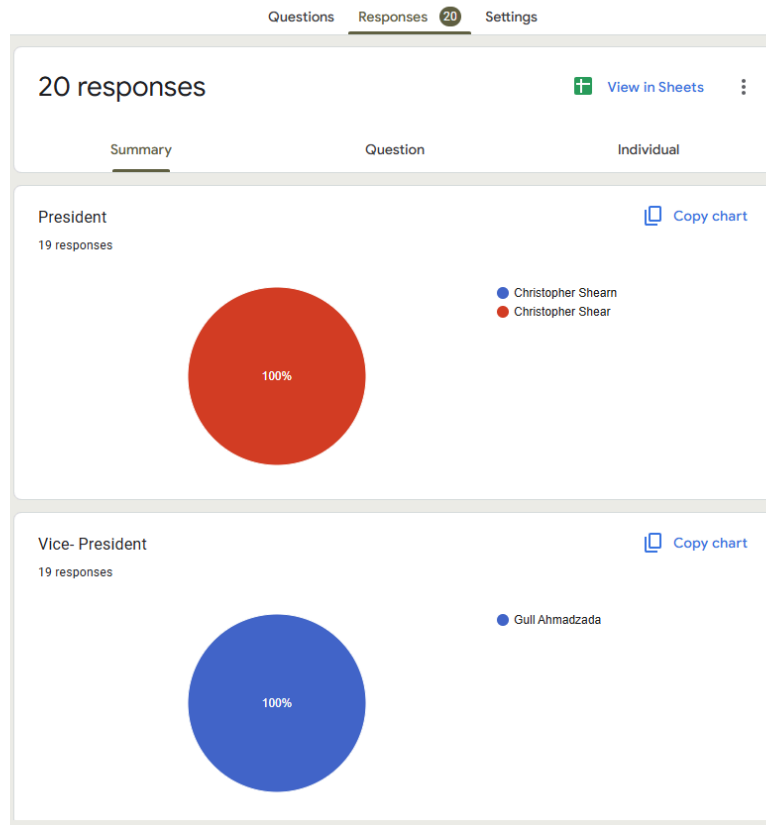 Questions Responses 20 Settings
20 responses
View in Sheets
Summary Question Individual
President
Copy chart
19 responses
100%
Christopher Shearn
Christopher Shear
Vice- President
Copy chart
19 responses
100%
Gull Ahmadzada